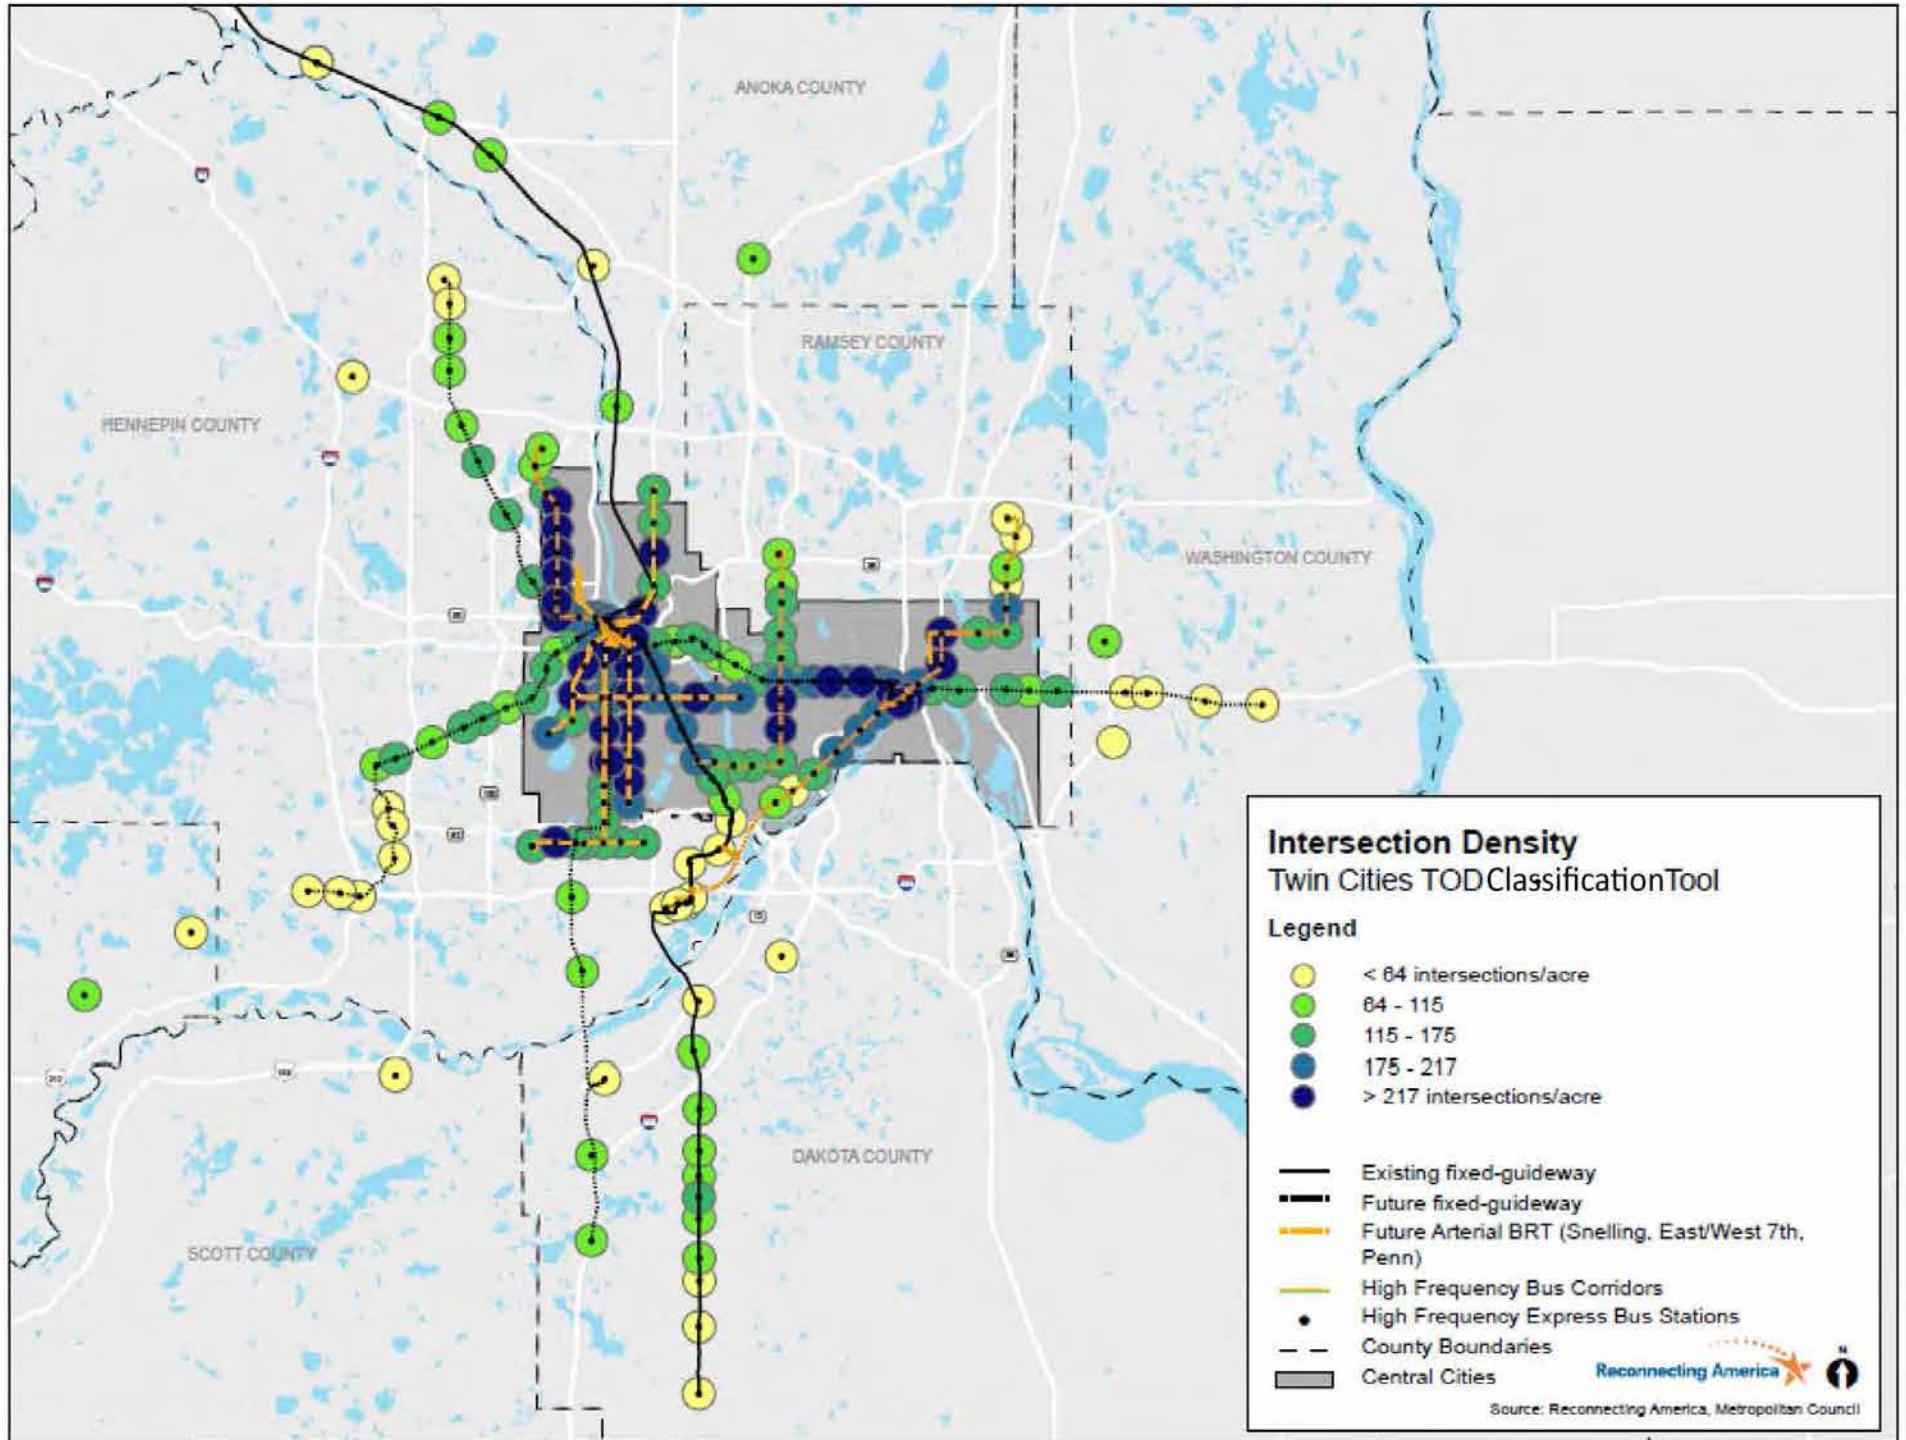 ANOKA COUNTY
RAMSEY COUNTY
HENNEPIN COUNTY
WASHINGTON COUNTY
DAKOTA COUNTY
SCOTT COUNTY
Intersection Density
Twin Cities TOD Classification Tool
Legend
< 64 intersections/acre
64 - 115
115 - 175
175 - 217
> 217 intersections/acre
Existing fixed-guideway
Future fixed-guideway
Future Arterial BRT (Snelling, East/West 7th,
Penn)
High Frequency Bus Corridors
High Frequency Express Bus Stations
County Boundaries
Central Cities
Reconnecting America
N
Source: Reconnecting America, Metropolitan Council